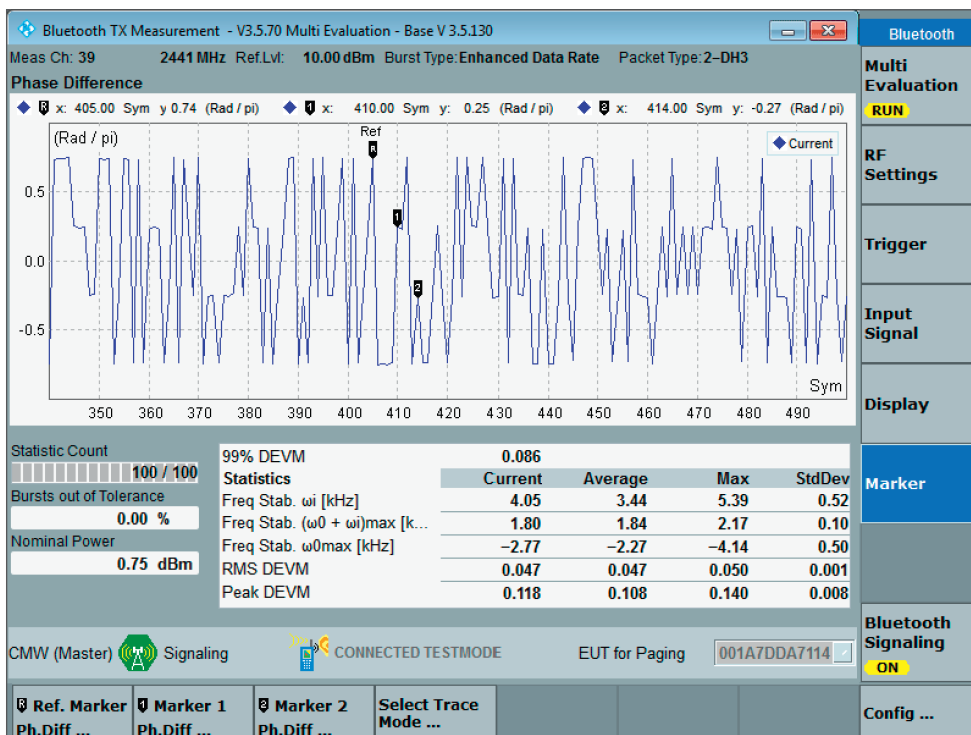 Bluetooth TX Measurement - V3.5.70 Multi Evaluation - Base V 3.5.130
Bluetooth
Meas Ch: 39 2441 MHz Ref.Lvl: 10.00 dBm Burst Type: Enhanced Data Rate Packet Type: 2-DH3
Phase Difference
R x: 405.00 Sym y 0.74 (Rad / pi) 1 x: 410.00 Sym y: 0.25 (Rad / pi) 2 x: 414.00 Sym y: -0.27 (Rad / pi)
(Rad / pi)
Ref
R
Current
0.5
1
0.0
2
-0.5
Sym
350 360 370 380 390 400 410 420 430 440 450 460 470 480 490
Multi
Evaluation
RUN
RF
Settings
Trigger
Input
Signal
Display
Marker
Statistic Count
100 / 100
Bursts out of Tolerance
0.00 %
Nominal Power
0.75 dBm
99% DEVM 0.086
Statistics Current Average Max StdDev
Freq Stab. ωi [kHz] 4.05 3.44 5.39 0.52
Freq Stab. (ω0 + ωi)max [k... 1.80 1.84 2.17 0.10
Freq Stab. ω0max [kHz] −2.77 −2.27 −4.14 0.50
RMS DEVM 0.047 0.047 0.050 0.001
Peak DEVM 0.118 0.108 0.140 0.008
Bluetooth
Signaling
ON
CMW (Master) Signaling CONNECTED TESTMODE EUT for Paging 001A7DDA7114
R Ref. Marker
Ph.Diff ...
1 Marker 1
Ph.Diff ...
2 Marker 2
Ph.Diff ...
Select Trace
Mode ...
Config ...